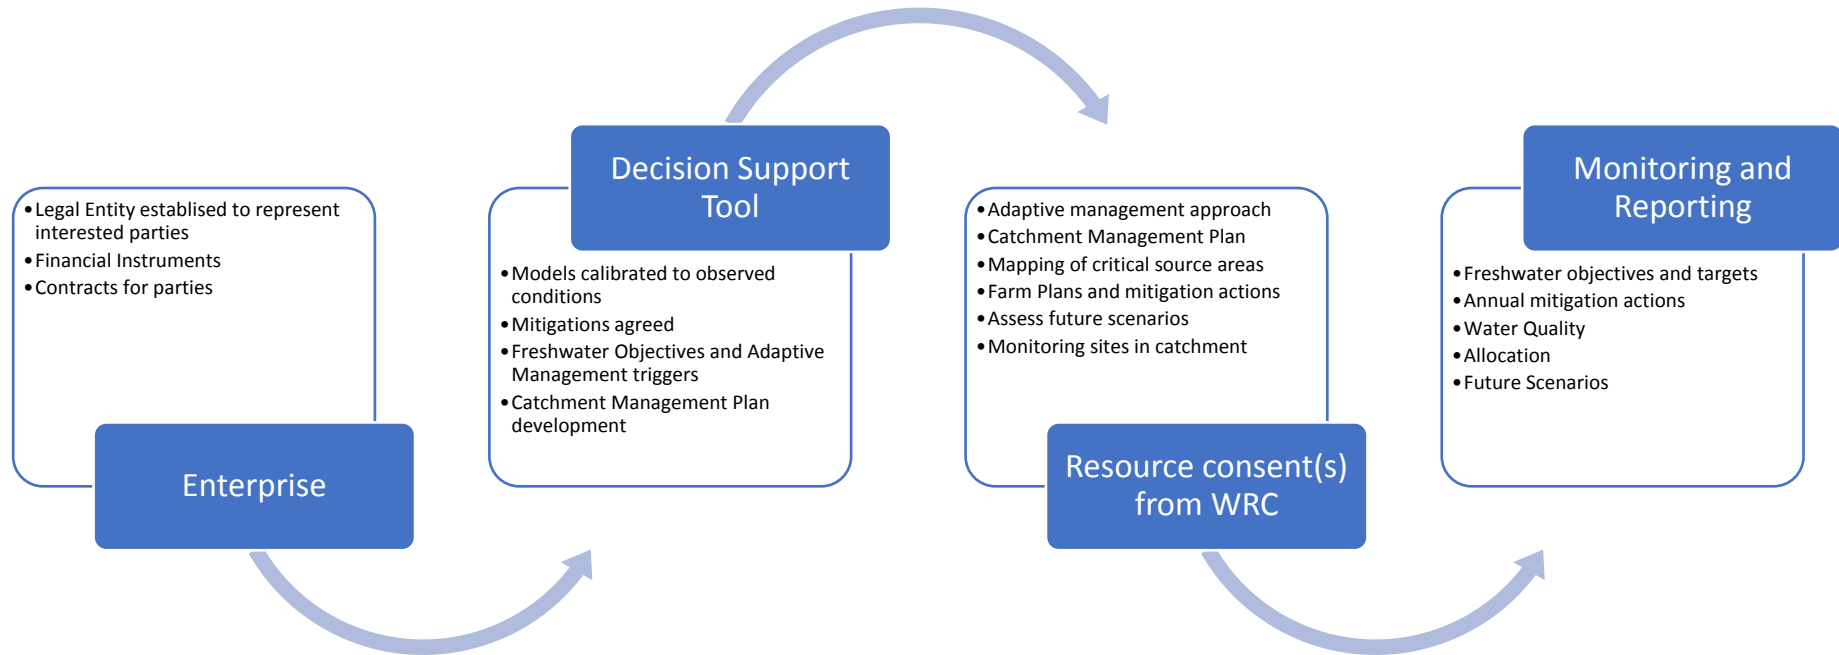 •Legal Entity establised to represent
interested parties
•Financial Instruments
•Contracts for parties
Enterprise
Decision Support
Tool
•Models calibrated to observed
conditions
•Mitigations agreed
•Freshwater Objectives and Adaptive
Management triggers
•Catchment Management Plan
development
•Adaptive management approach
•Catchment Management Plan
•Mapping of critical source areas
•Farm Plans and mitigation actions
•Assess future scenarios
•Monitoring sites in catchment
Resource consent(s)
from WRC
Monitoring and
Reporting
•Freshwater objectives and targets
•Annual mitigation actions
•Water Quality
•Allocation
•Future Scenarios